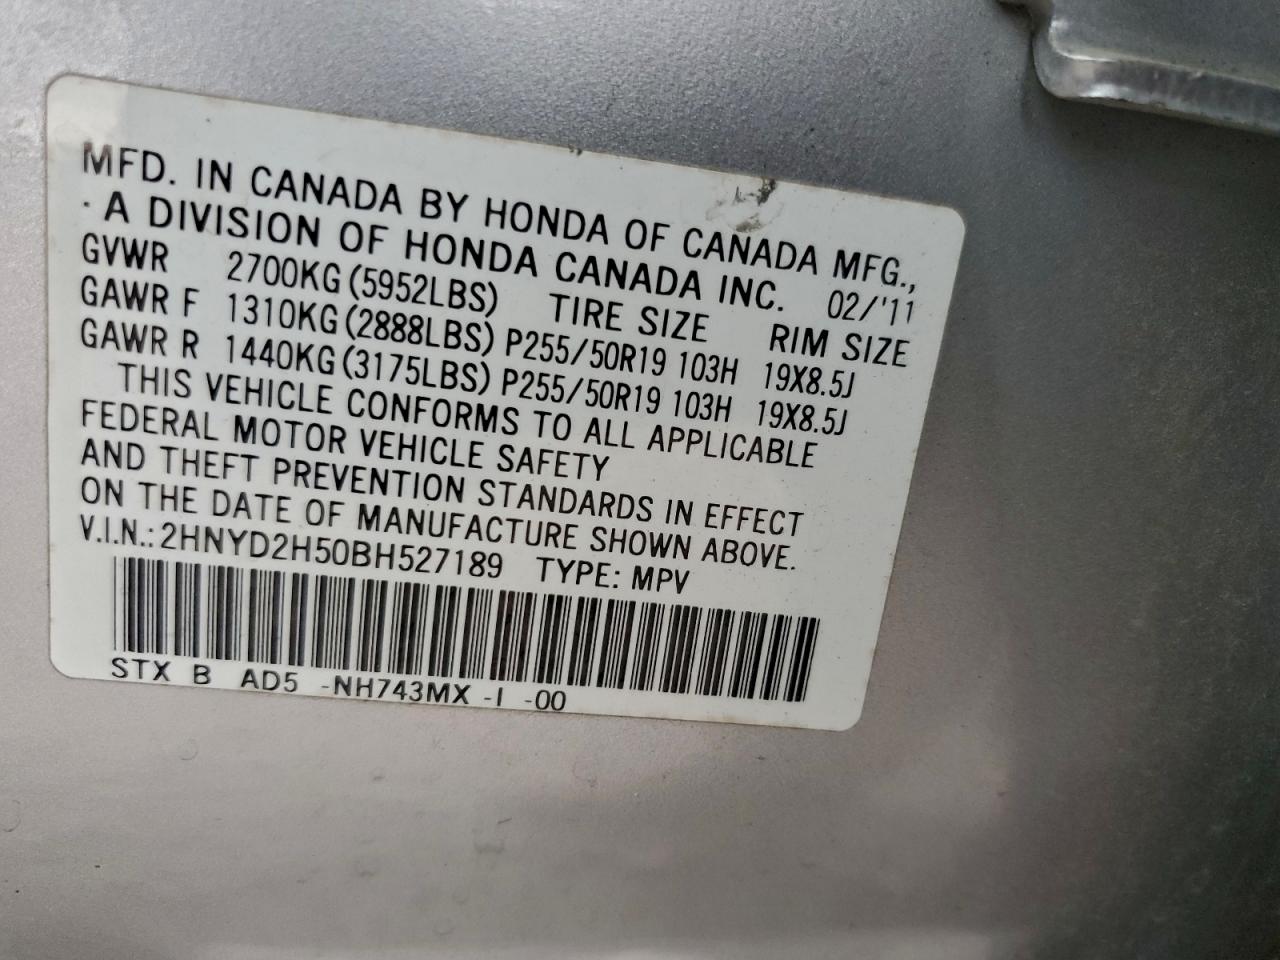 MFD. IN CANADA BY HONDA OF CANADA MFG.,
· A DIVISION OF HONDA CANADA INC. 02/'11
GVWR 2700KG (5952LBS) TIRE SIZE RIM SIZE
GAWR F 1310KG (2888LBS) P255/50R19 103H 19X8.5J
GAWR R 1440KG (3175LBS) P255/50R19 103H 19X8.5J
THIS VEHICLE CONFORMS TO ALL APPLICABLE
FEDERAL MOTOR VEHICLE SAFETY
AND THEFT PREVENTION STANDARDS IN EFFECT
ON THE DATE OF MANUFACTURE SHOWN ABOVE.
V.I.N.: 2HNYD2H50BH527189 TYPE: MPV
STX B AD5 -NH743MX -I -00